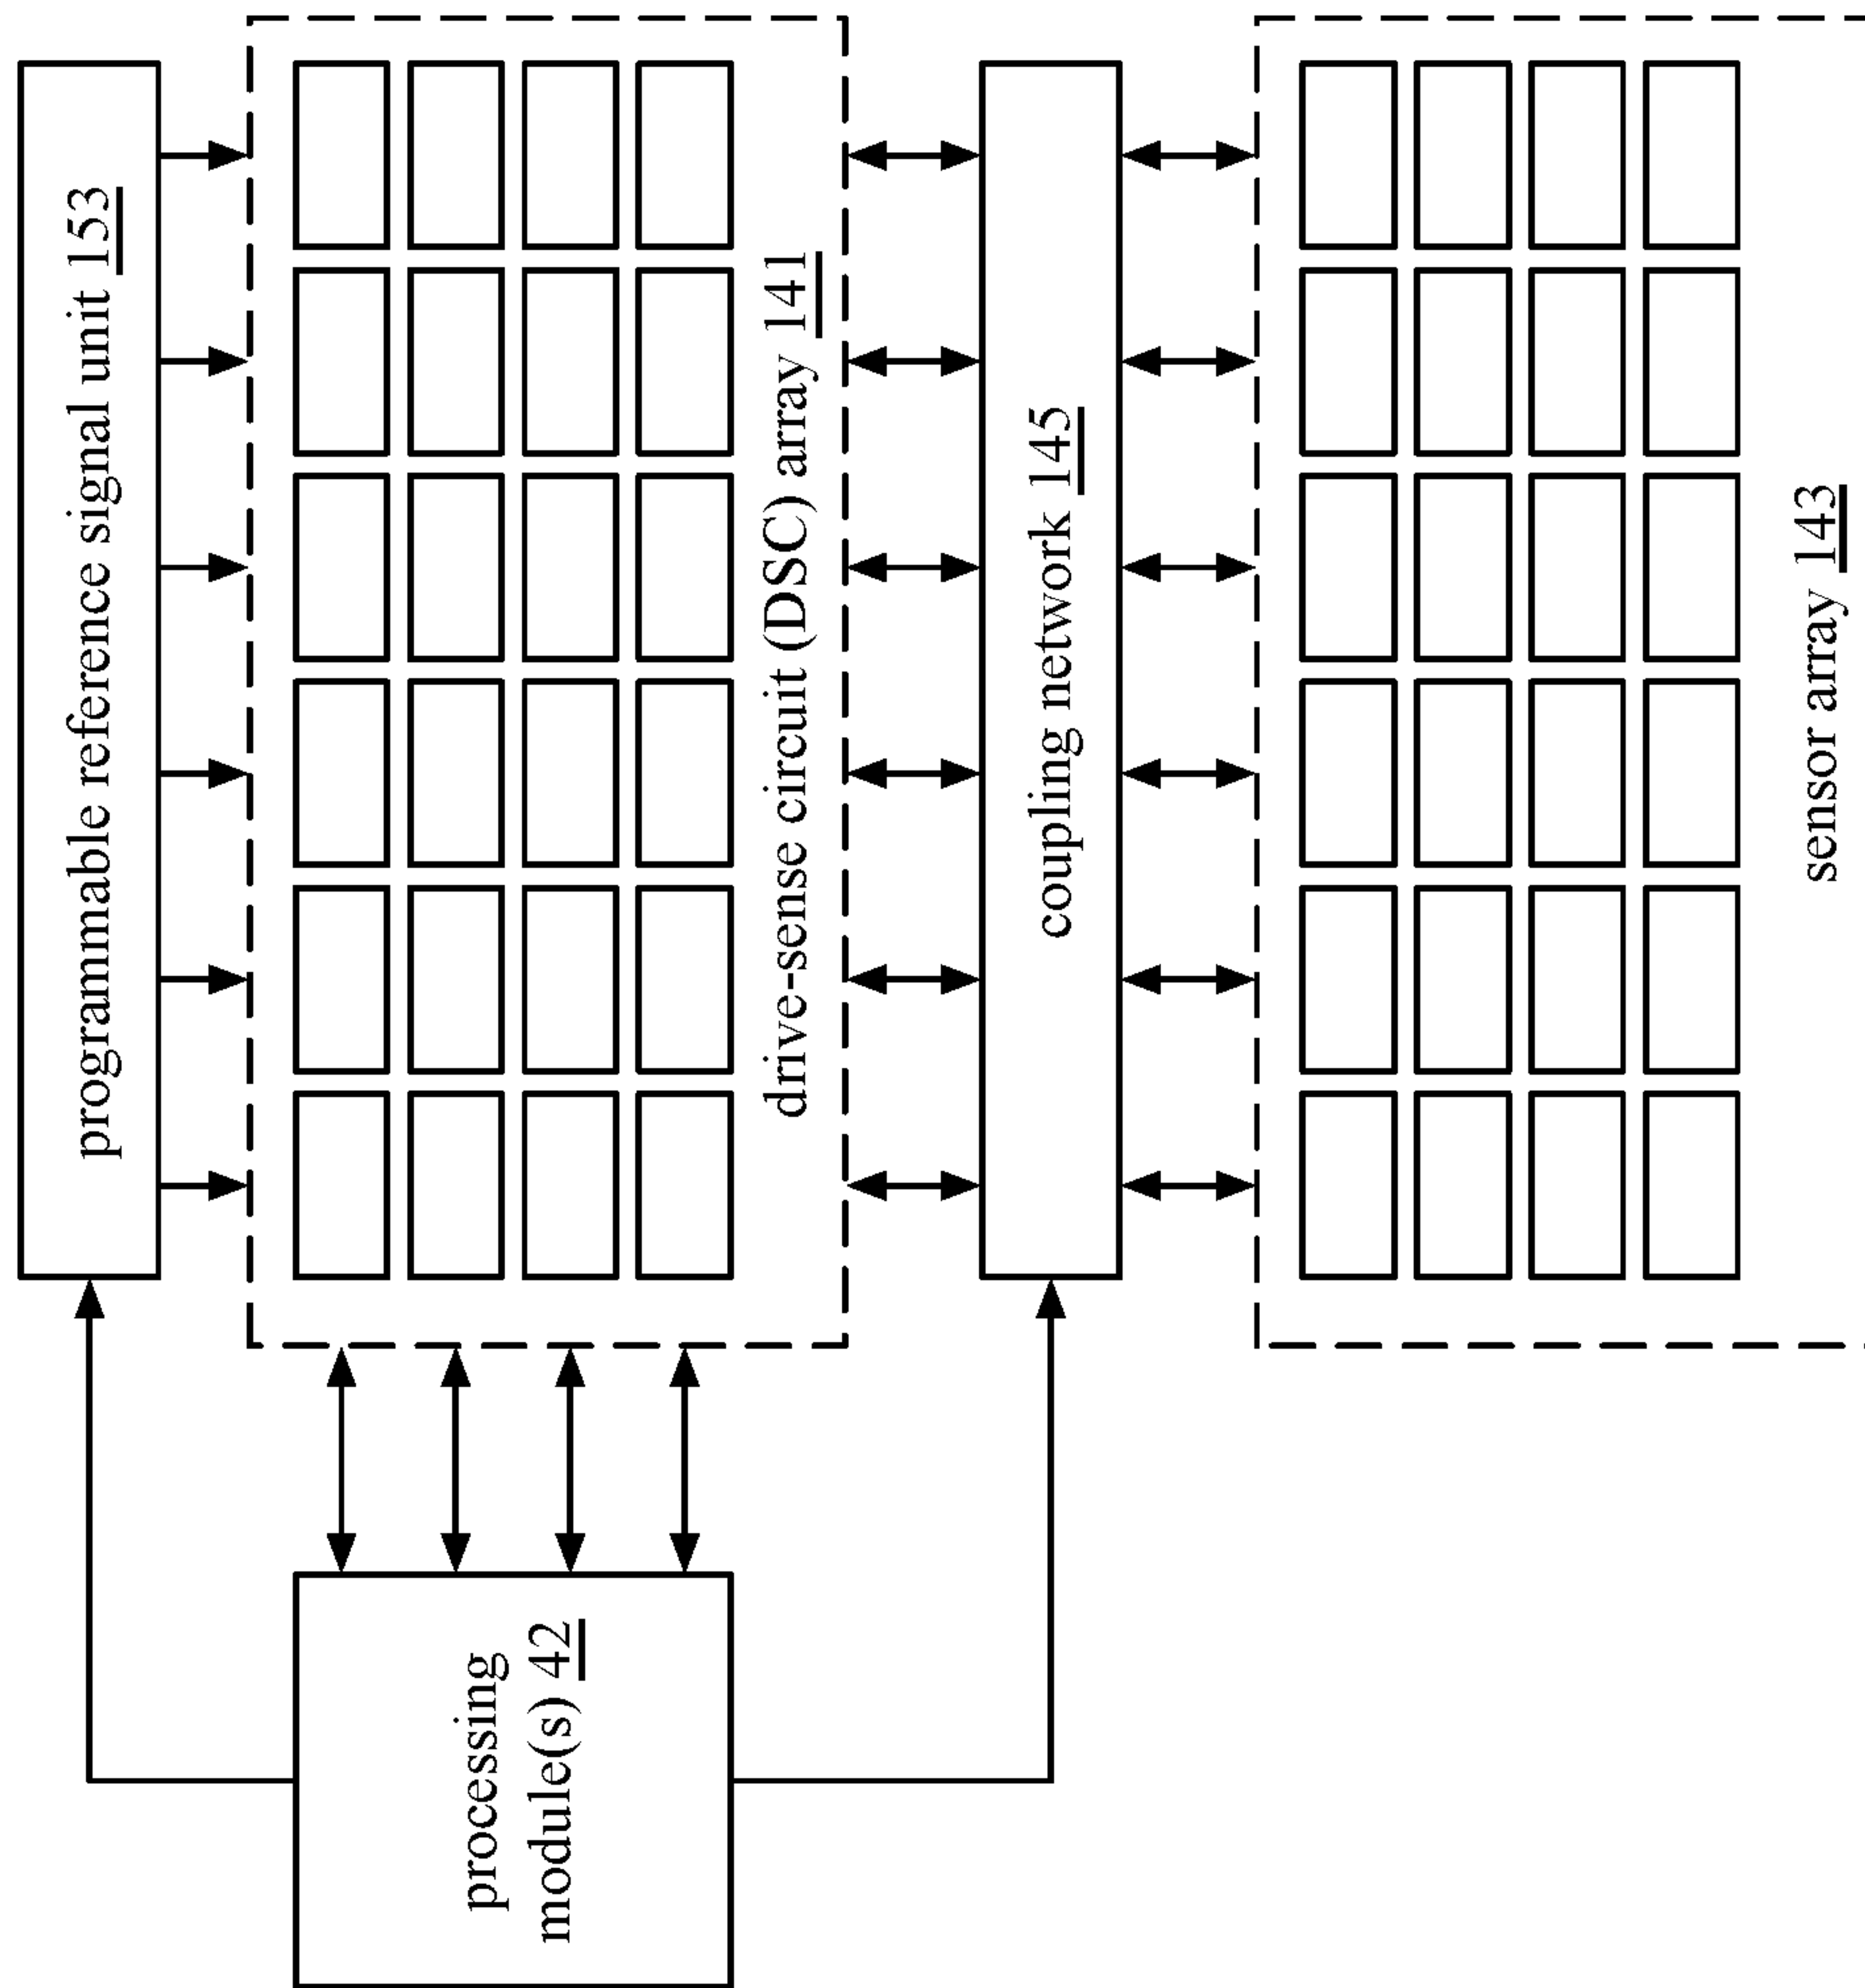 programmable reference signal unit 153
drive-sense circuit (DSC) array 141
processing
module(s) 42
coupling network 145
sensor array 143